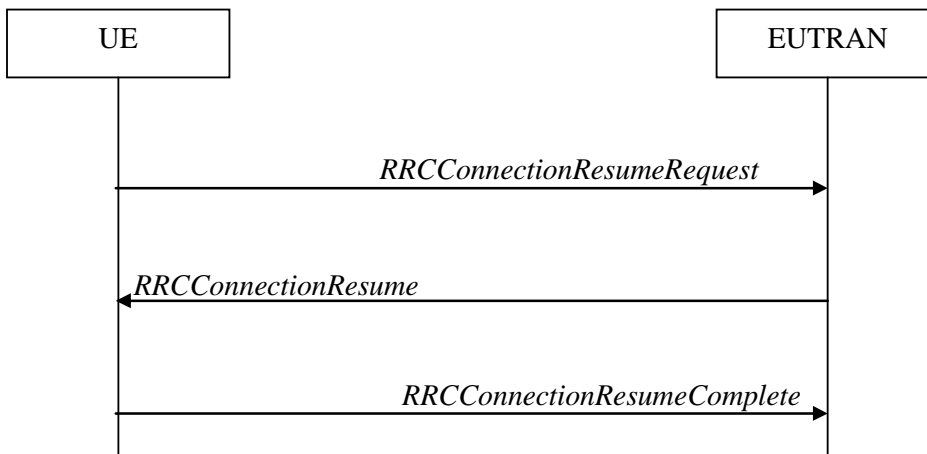 UE
EUTRAN
RRCConnectionResumeRequest
RRCConnectionResume
RRCConnectionResumeComplete